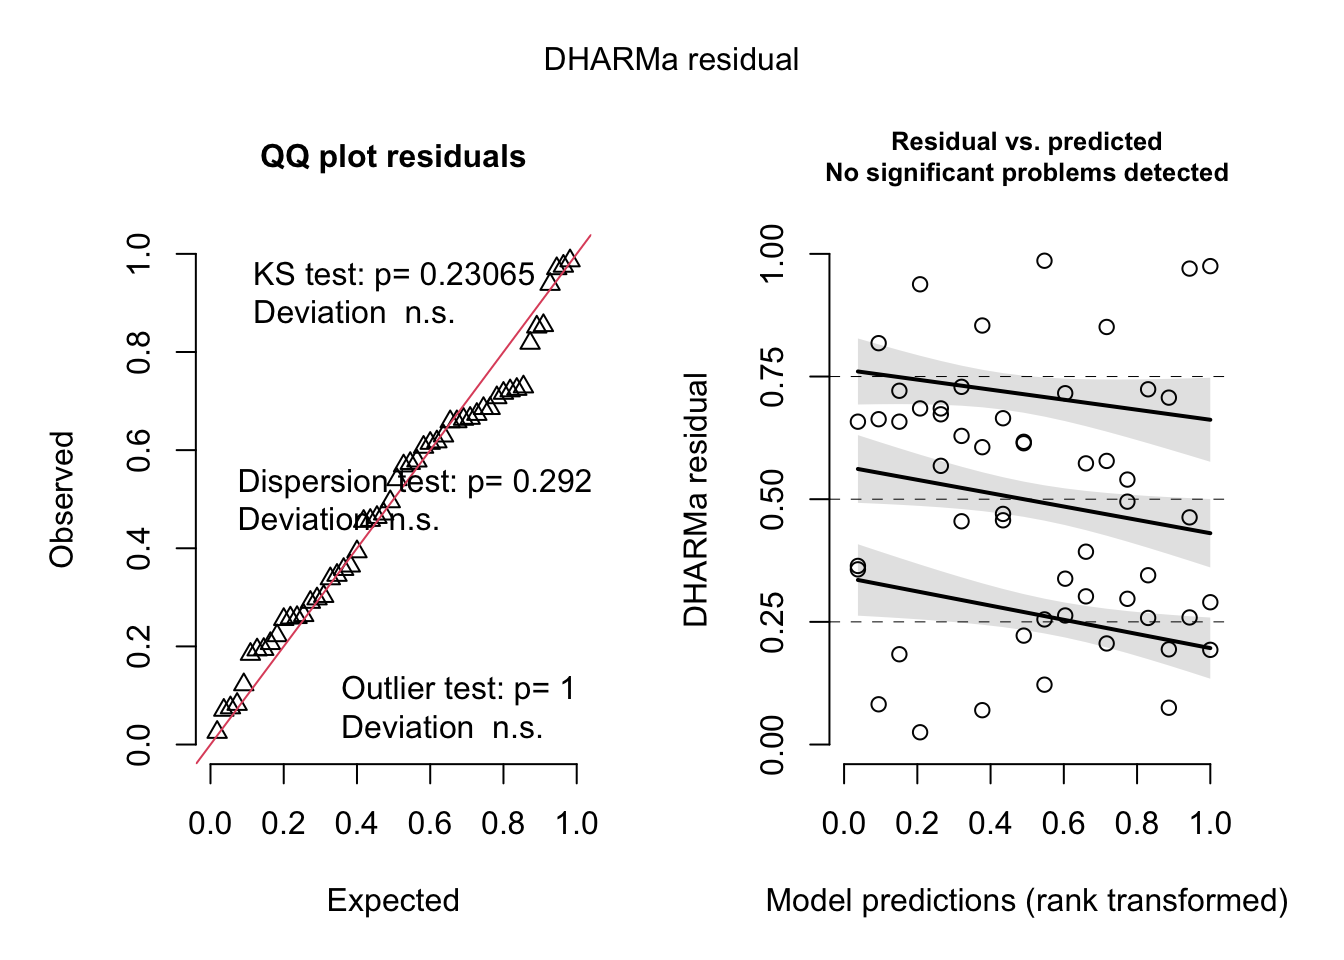 DHARMa residual
QQ plot residuals
KS test: p= 0.23065
Deviation  n.s.
Dispersion test: p= 0.292
Deviation  n.s.
Outlier test: p= 1
Deviation  n.s.
Observed
0.0 0.2 0.4 0.6 0.8 1.0
0.0 0.2 0.4 0.6 0.8 1.0
Expected
Residual vs. predicted
No significant problems detected
DHARMa residual
0.00 0.25 0.50 0.75 1.00
0.0 0.2 0.4 0.6 0.8 1.0
Model predictions (rank transformed)